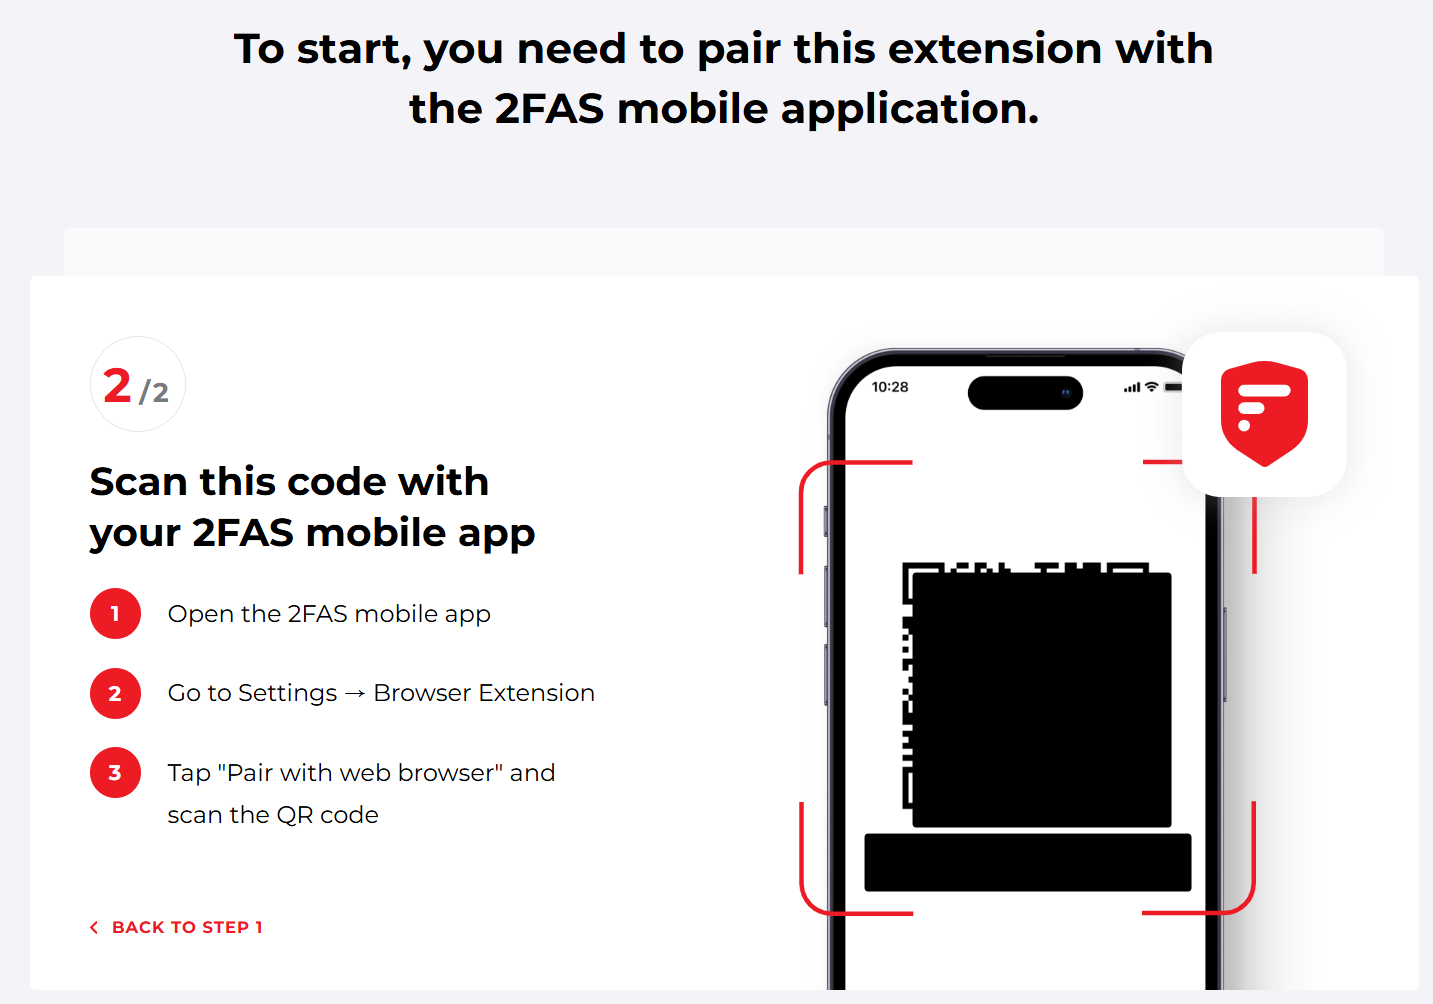 To start, you need to pair this extension with
the 2FAS mobile application.
2 /2
Scan this code with
your 2FAS mobile app
1 Open the 2FAS mobile app
2 Go to Settings → Browser Extension
3 Tap "Pair with web browser" and
scan the QR code
BACK TO STEP 1
10:28